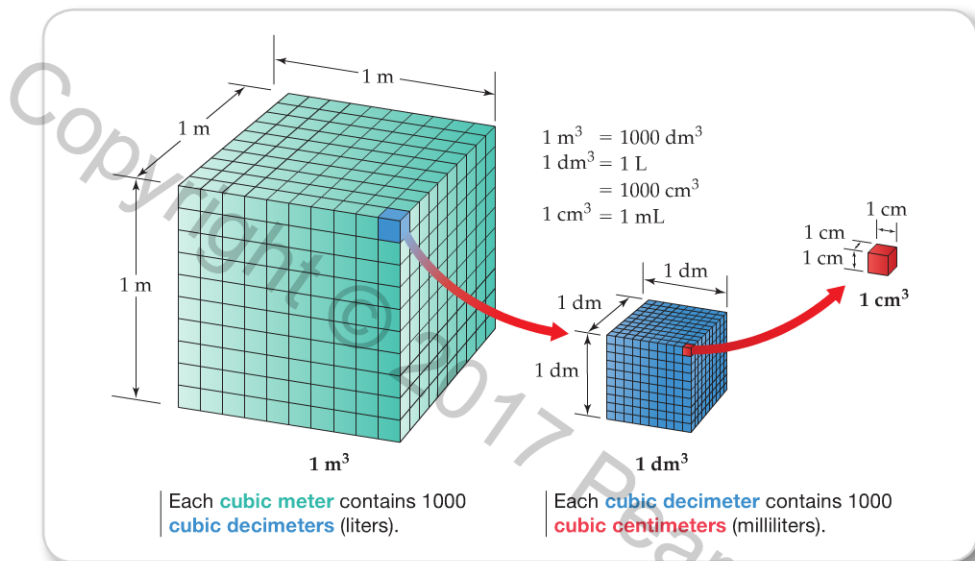 1 m
1 m
1 m
1 m³ = 1000 dm³
1 dm³ = 1 L
= 1000 cm³
1 cm³ = 1 mL
1 cm
1 cm
1 cm
1 cm³
1 dm
1 dm
1 dm
1 m³
1 dm³
Each cubic meter contains 1000
cubic decimeters (liters).
Each cubic decimeter contains 1000
cubic centimeters (milliliters).
Copyright © 2017 Pear